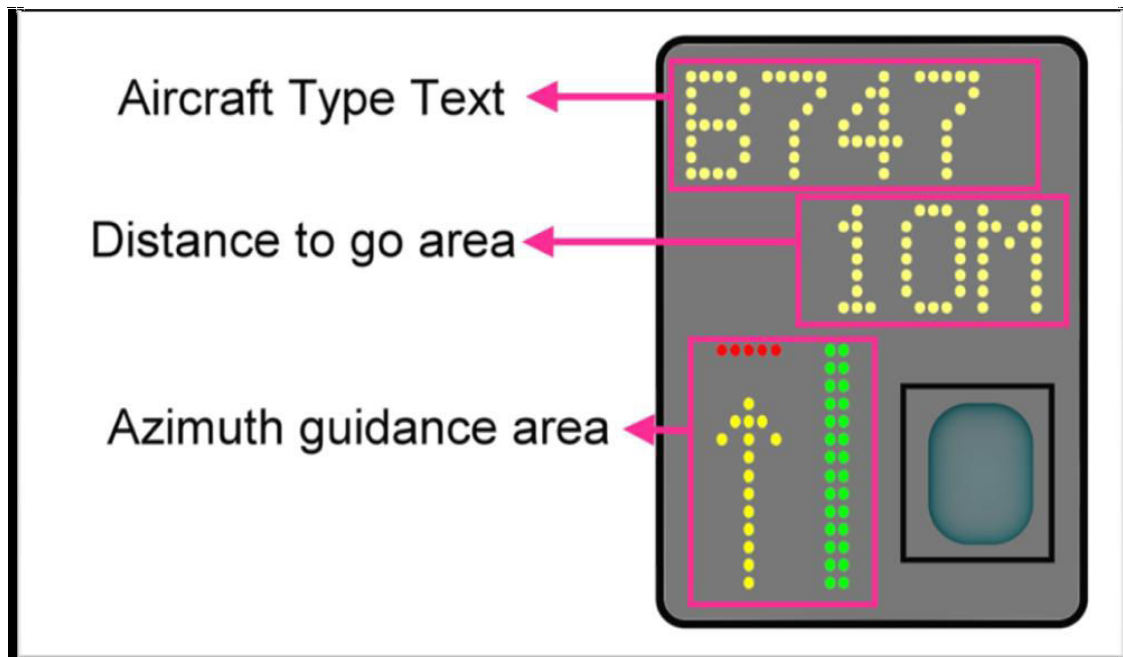 Aircraft Type Text
B747
Distance to go area
10M
Azimuth guidance area